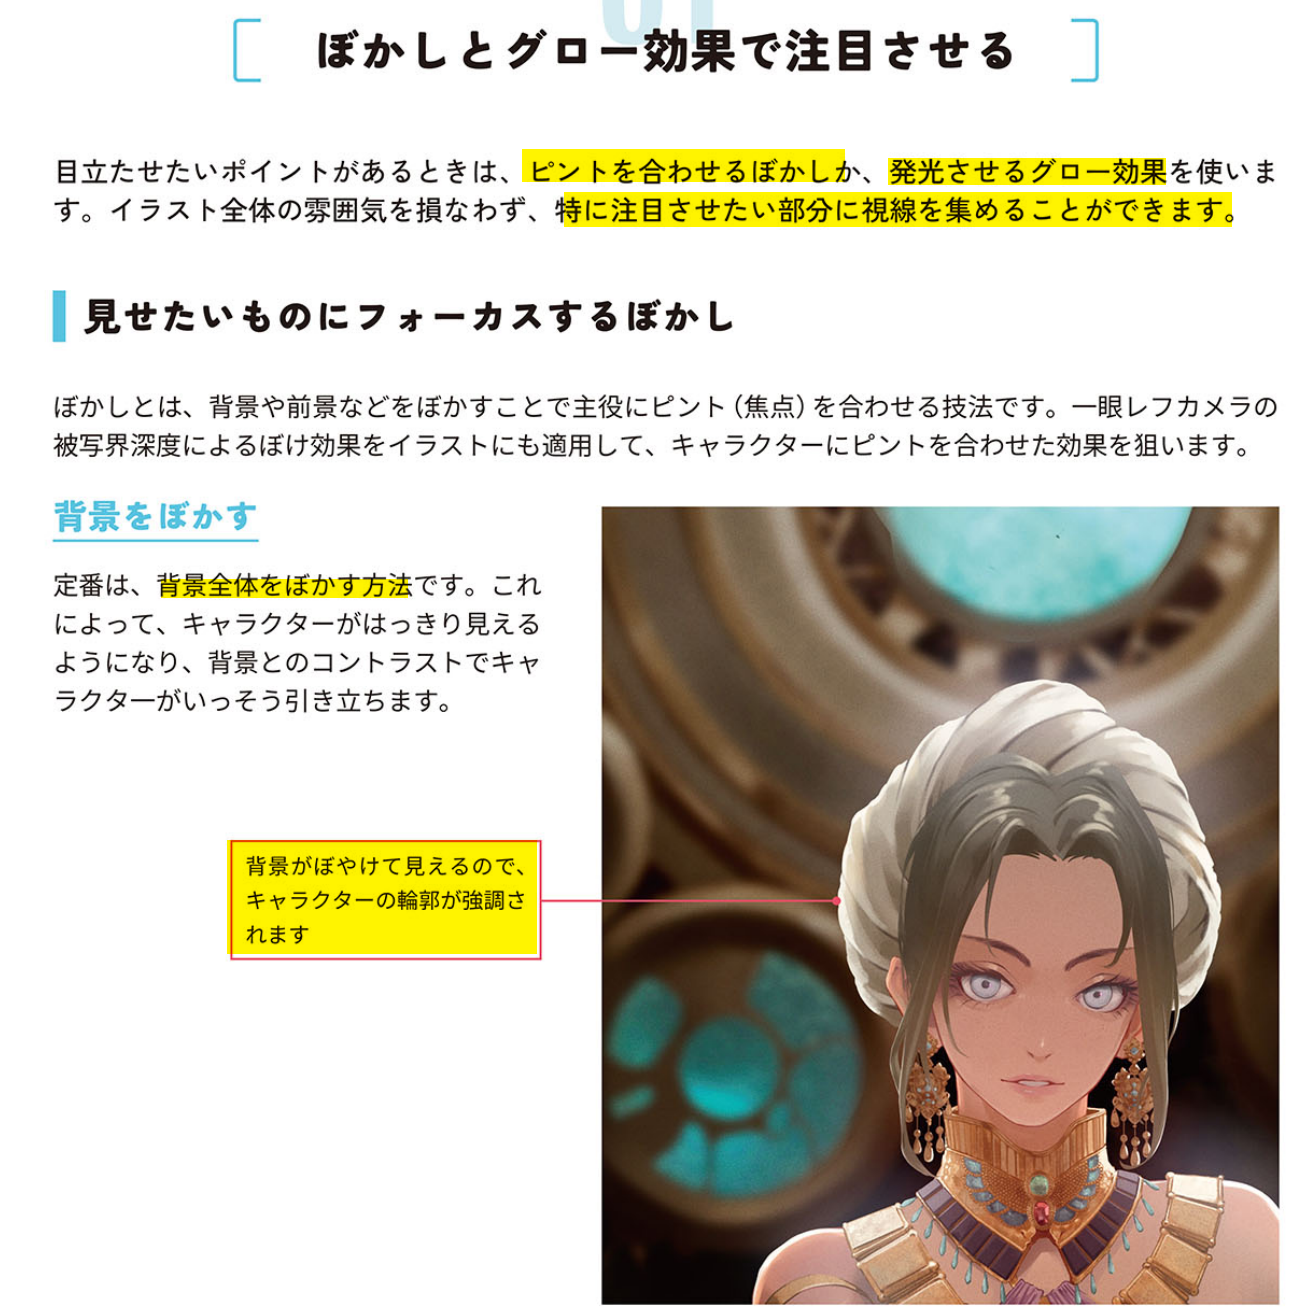 ぼかしとグロー効果で注目させる
目立たせたいポイントがあるときは、ピントを合わせるぼかしか、発光させるグロー効果を使いま
す。イラスト全体の雰囲気を損なわず、特に注目させたい部分に視線を集めることができます。
見せたいものにフォーカスするぼかし
ぼかしとは、背景や前景などをぼかすことで主役にピント（焦点）を合わせる技法です。一眼レフカメラの
被写界深度によるぼけ効果をイラストにも適用して、キャラクターにピントを合わせた効果を狙います。
背景をぼかす
定番は、背景全体をぼかす方法です。これ
によって、キャラクターがはっきり見える
ようになり、背景とのコントラストでキャ
ラクターがいっそう引き立ちます。
背景がぼやけて見えるので、
キャラクターの輪郭が強調さ
れます